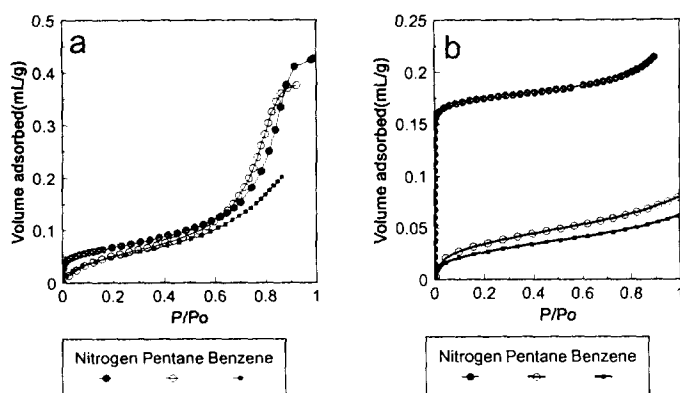 a
Volume adsorbed(mL/g)
0.5
0.4
0.3
0.2
0.1
0
0 0.2 0.4 0.6 0.8 1
P/Po
Nitrogen Pentane Benzene
b
Volume adsorbed(mL/g)
0.25
0.2
0.15
0.1
0.05
0
0 0.2 0.4 0.6 0.8 1
P/Po
Nitrogen Pentane Benzene